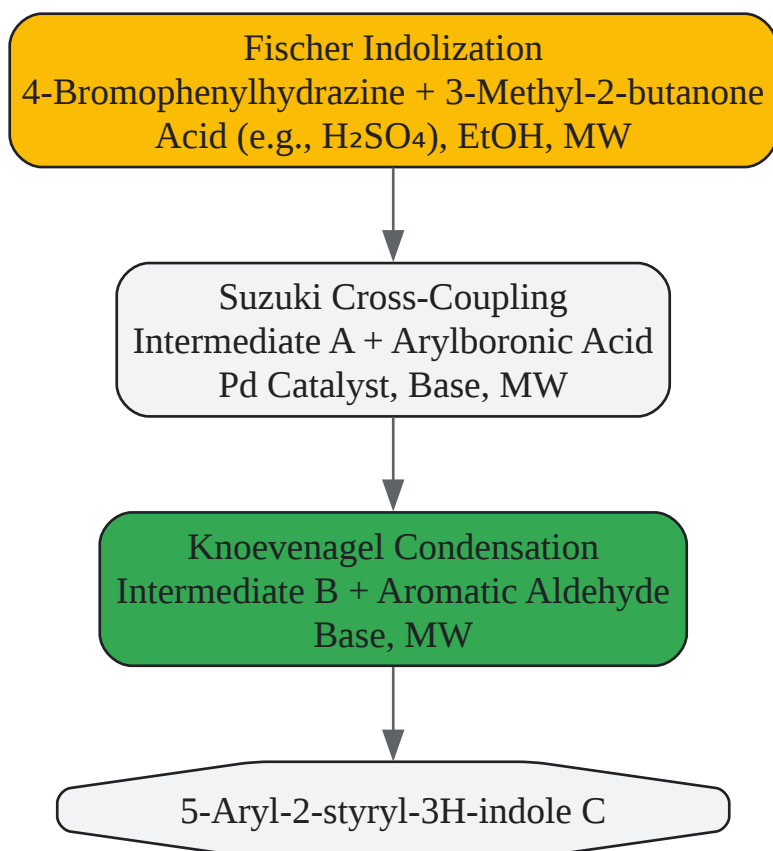 Fischer Indolization
4-Bromophenylhydrazine + 3-Methyl-2-butanone
Acid (e.g., H₂SO₄), EtOH, MW
Suzuki Cross-Coupling
Intermediate A + Arylboronic Acid
Pd Catalyst, Base, MW
Knoevenagel Condensation
Intermediate B + Aromatic Aldehyde
Base, MW
5-Aryl-2-styryl-3H-indole C